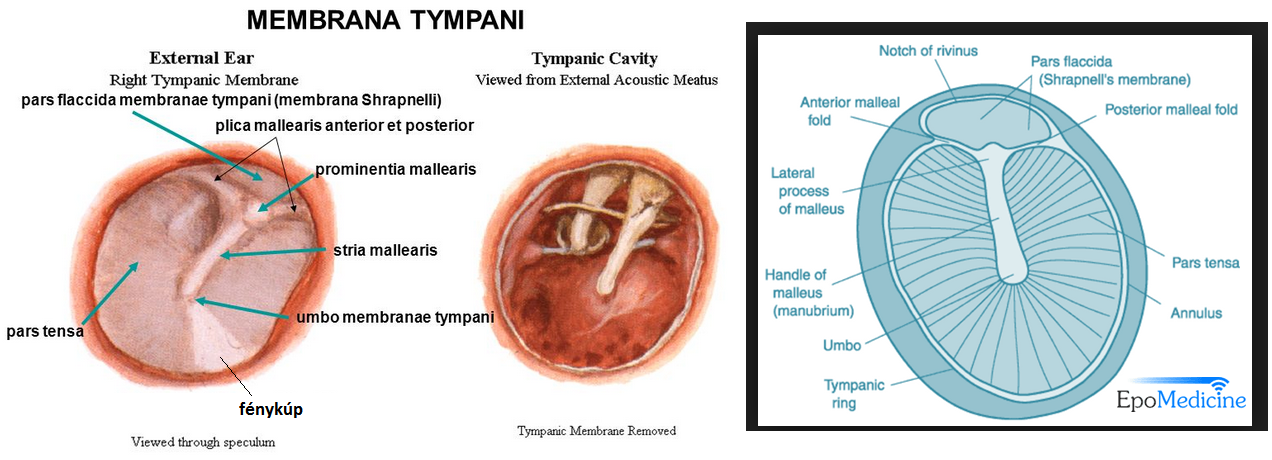 MEMBRANA TYMPANI
External Ear
Right Tympanic Membrane
pars flaccida membranae tympani (membrana Shrapnelli)
plica mallearis anterior et posterior
prominentia mallearis
stria mallearis
umbo membranae tympani
pars tensa
fénykúp
Viewed through speculum
Tympanic Cavity
Viewed from External Acoustic Meatus
Tympanic Membrane Removed
Notch of rivinus
Pars flaccida
(Shrapnell's membrane)
Anterior malleal
fold
Posterior malleal fold
Lateral
process
of malleus
Handle of
malleus
(manubrium)
Umbo
Tympanic
ring
Pars tensa
Annulus
EpoMedicine